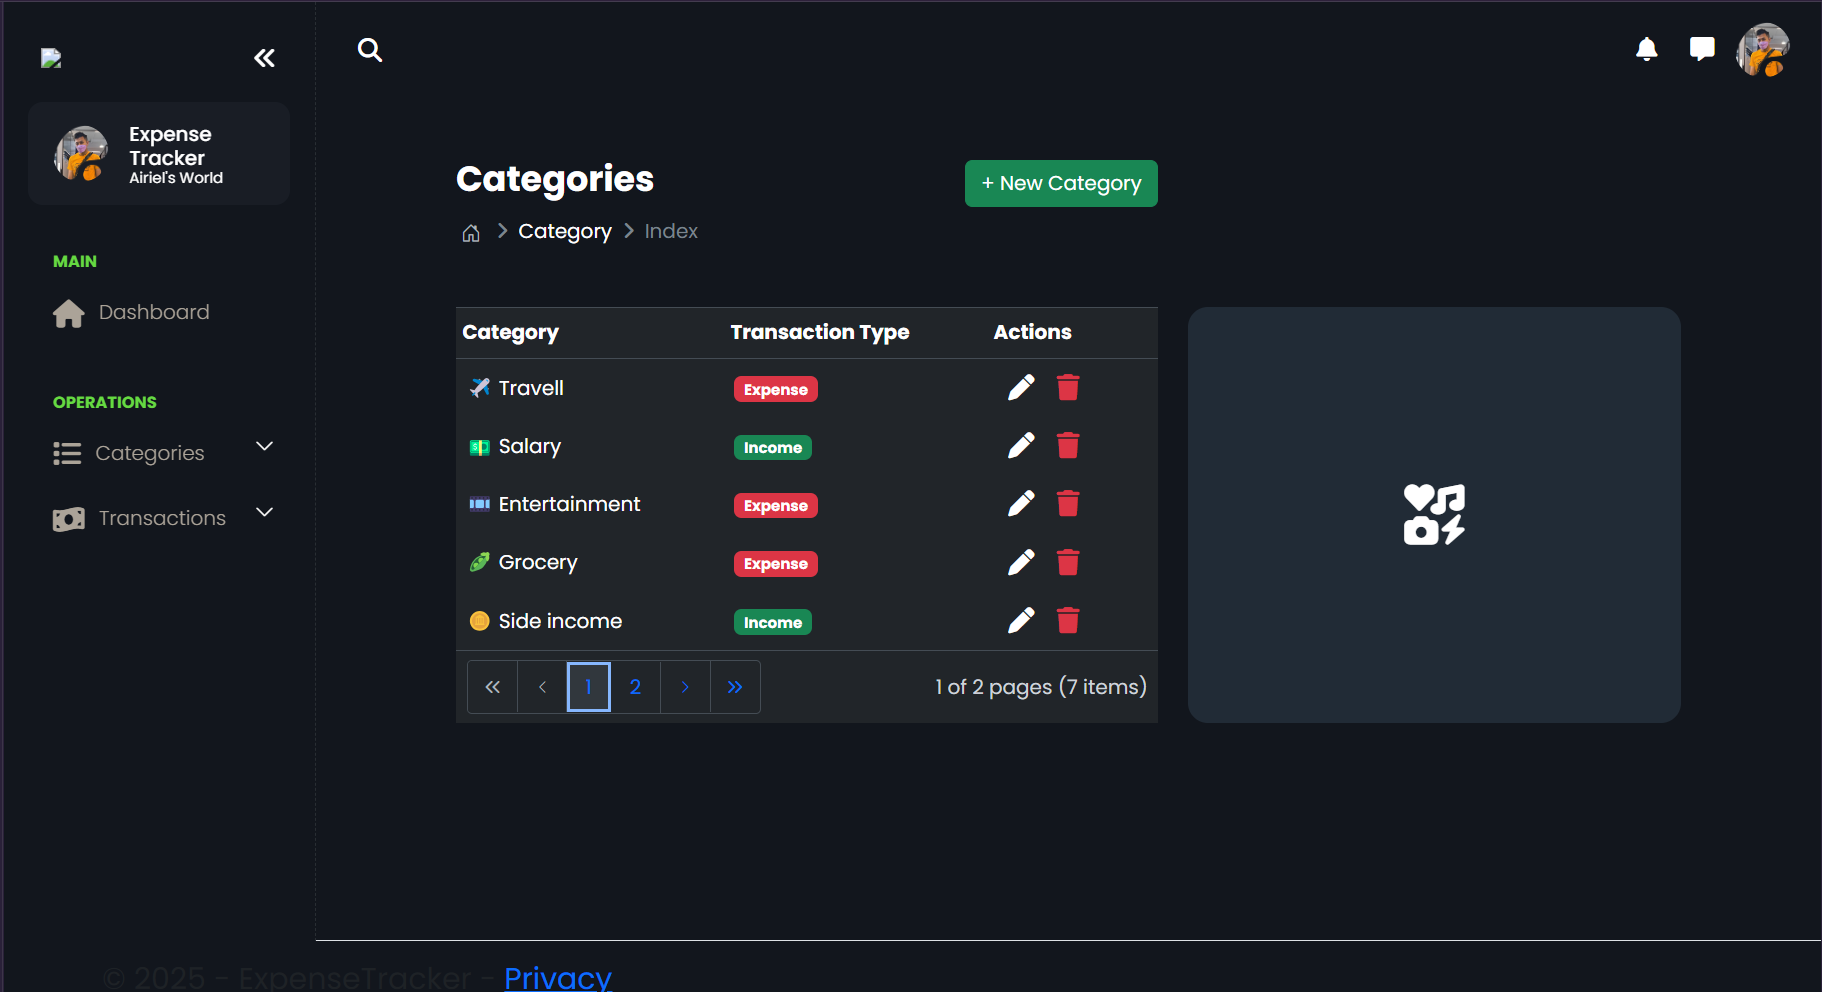 Expense
Tracker
Airiel's World
MAIN
Dashboard
OPERATIONS
Categories
Transactions
Categories
+ New Category
Category
Index
Category Transaction Type Actions
Travell Expense
Salary Income
Entertainment Expense
Grocery Expense
Side income Income
« ‹ 1 2 › » 1 of 2 pages (7 items)
© 2025 - ExpenseTracker - Privacy